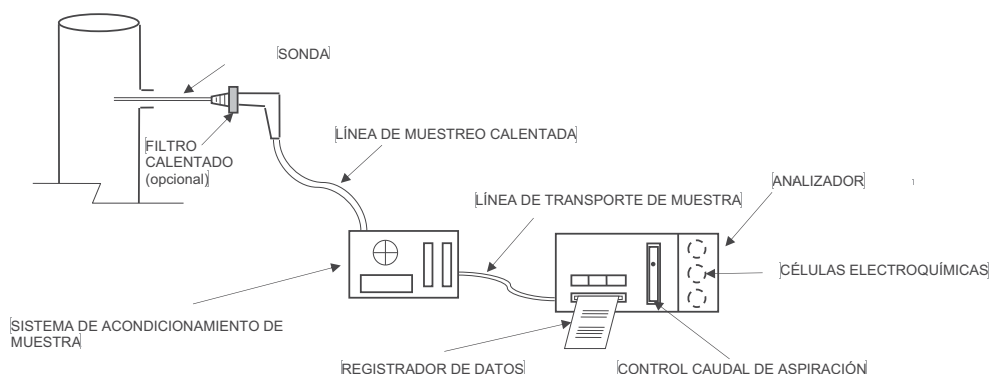 SONDA
FILTRO
CALENTADO
(opcional)
LÍNEA DE MUESTREO CALENTADA
LÍNEA DE TRANSPORTE DE MUESTRA
ANALIZADOR
CÉLULAS ELECTROQUÍMICAS
SISTEMA DE ACONDICIONAMIENTO DE
MUESTRA
REGISTRADOR DE DATOS
CONTROL CAUDAL DE ASPIRACIÓN